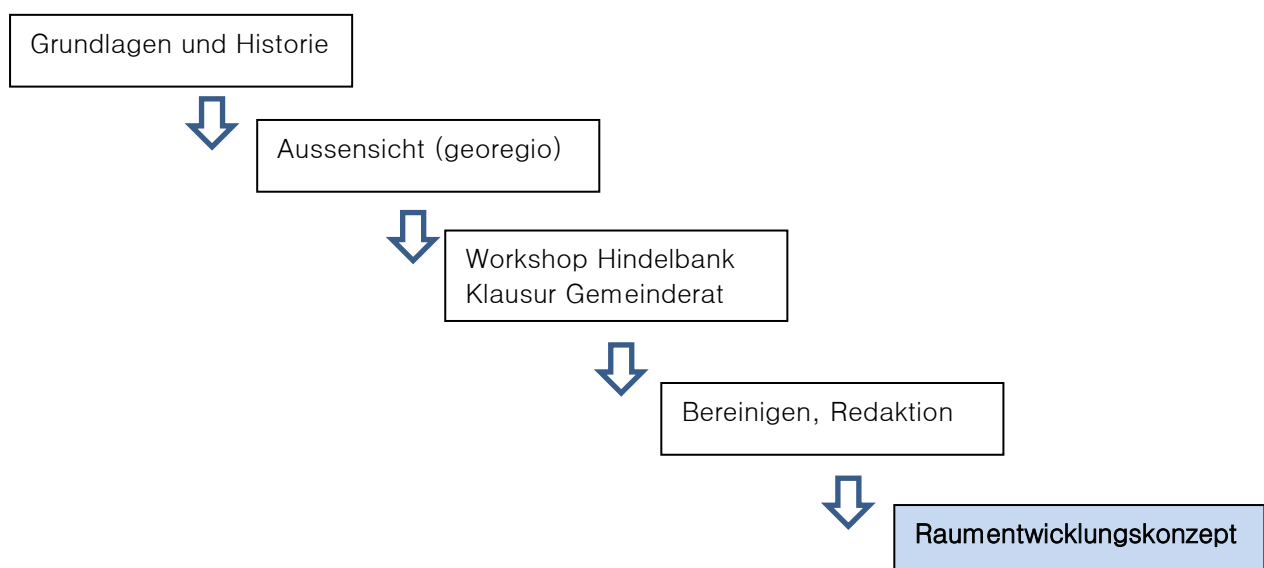 Grundlagen und Historie
Aussensicht (georegio)
Workshop Hindelbank
Klausur Gemeinderat
Bereinigen, Redaktion
Raumentwicklungskonzept